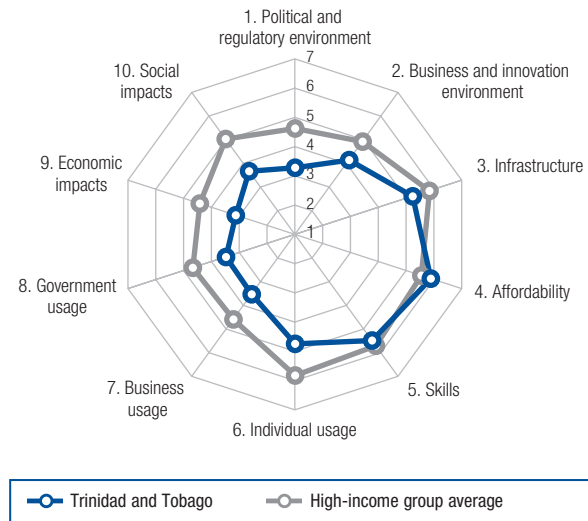 1. Political and
regulatory environment
2. Business and innovation
environment
3. Infrastructure
4. Affordability
5. Skills
6. Individual usage
7. Business
usage
8. Government
usage
9. Economic
impacts
10. Social
impacts
7
6
5
4
3
2
1
Trinidad and Tobago
High-income group average